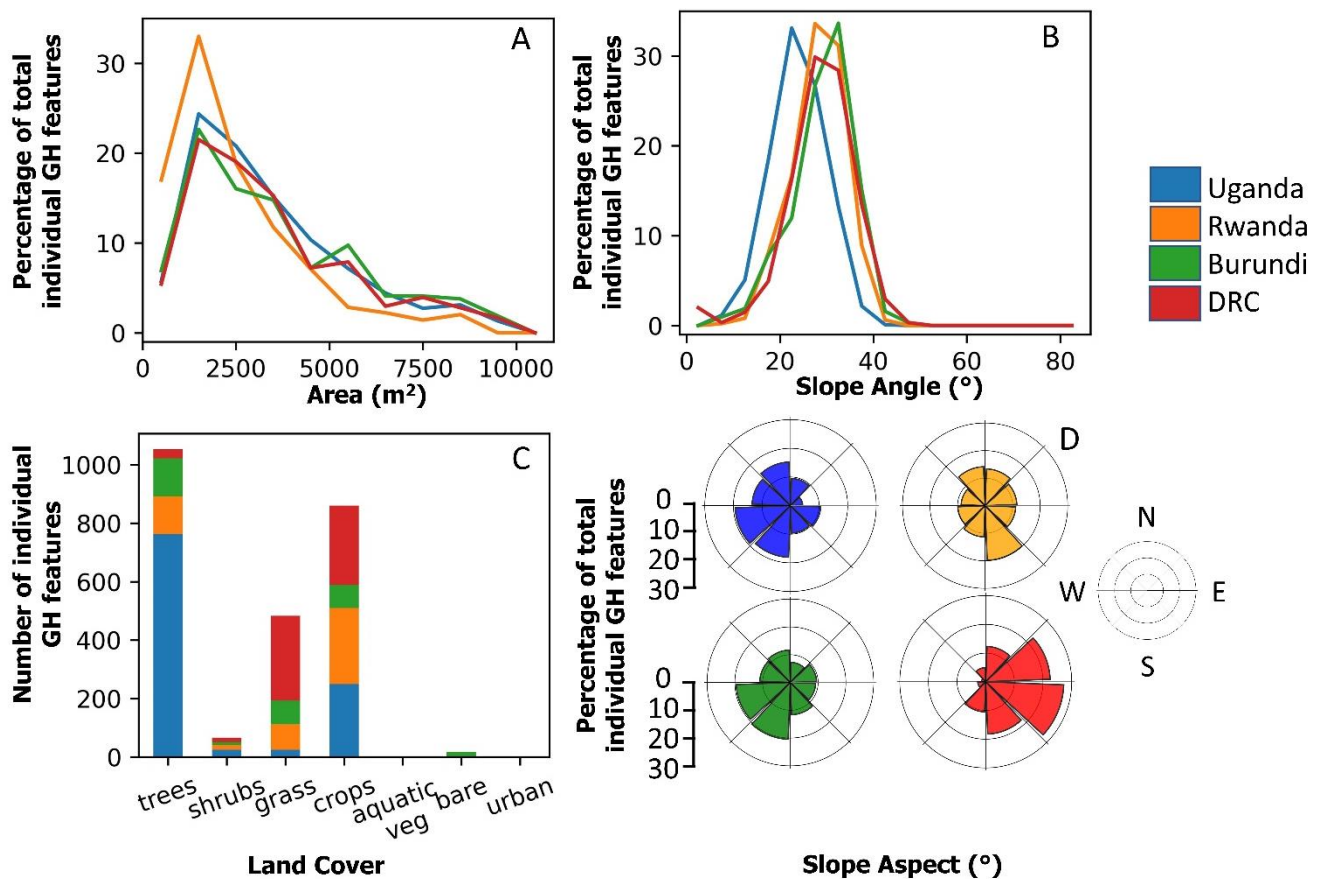 A
Percentage of total
individual GH features
30
20
10
0
0 2500 5000 7500 10000
Area (m²)
B
Percentage of total
individual GH features
30
20
10
0
0 20 40 60 80
Slope Angle (°)
Uganda
Rwanda
Burundi
DRC
C
Number of individual
GH features
1000
800
600
400
200
0
trees shrubs grass crops aquatic veg bare urban
Land Cover
D
Percentage of total
individual GH features
0
10
20
30
0
10
20
30
N
W E
S
Slope Aspect (°)